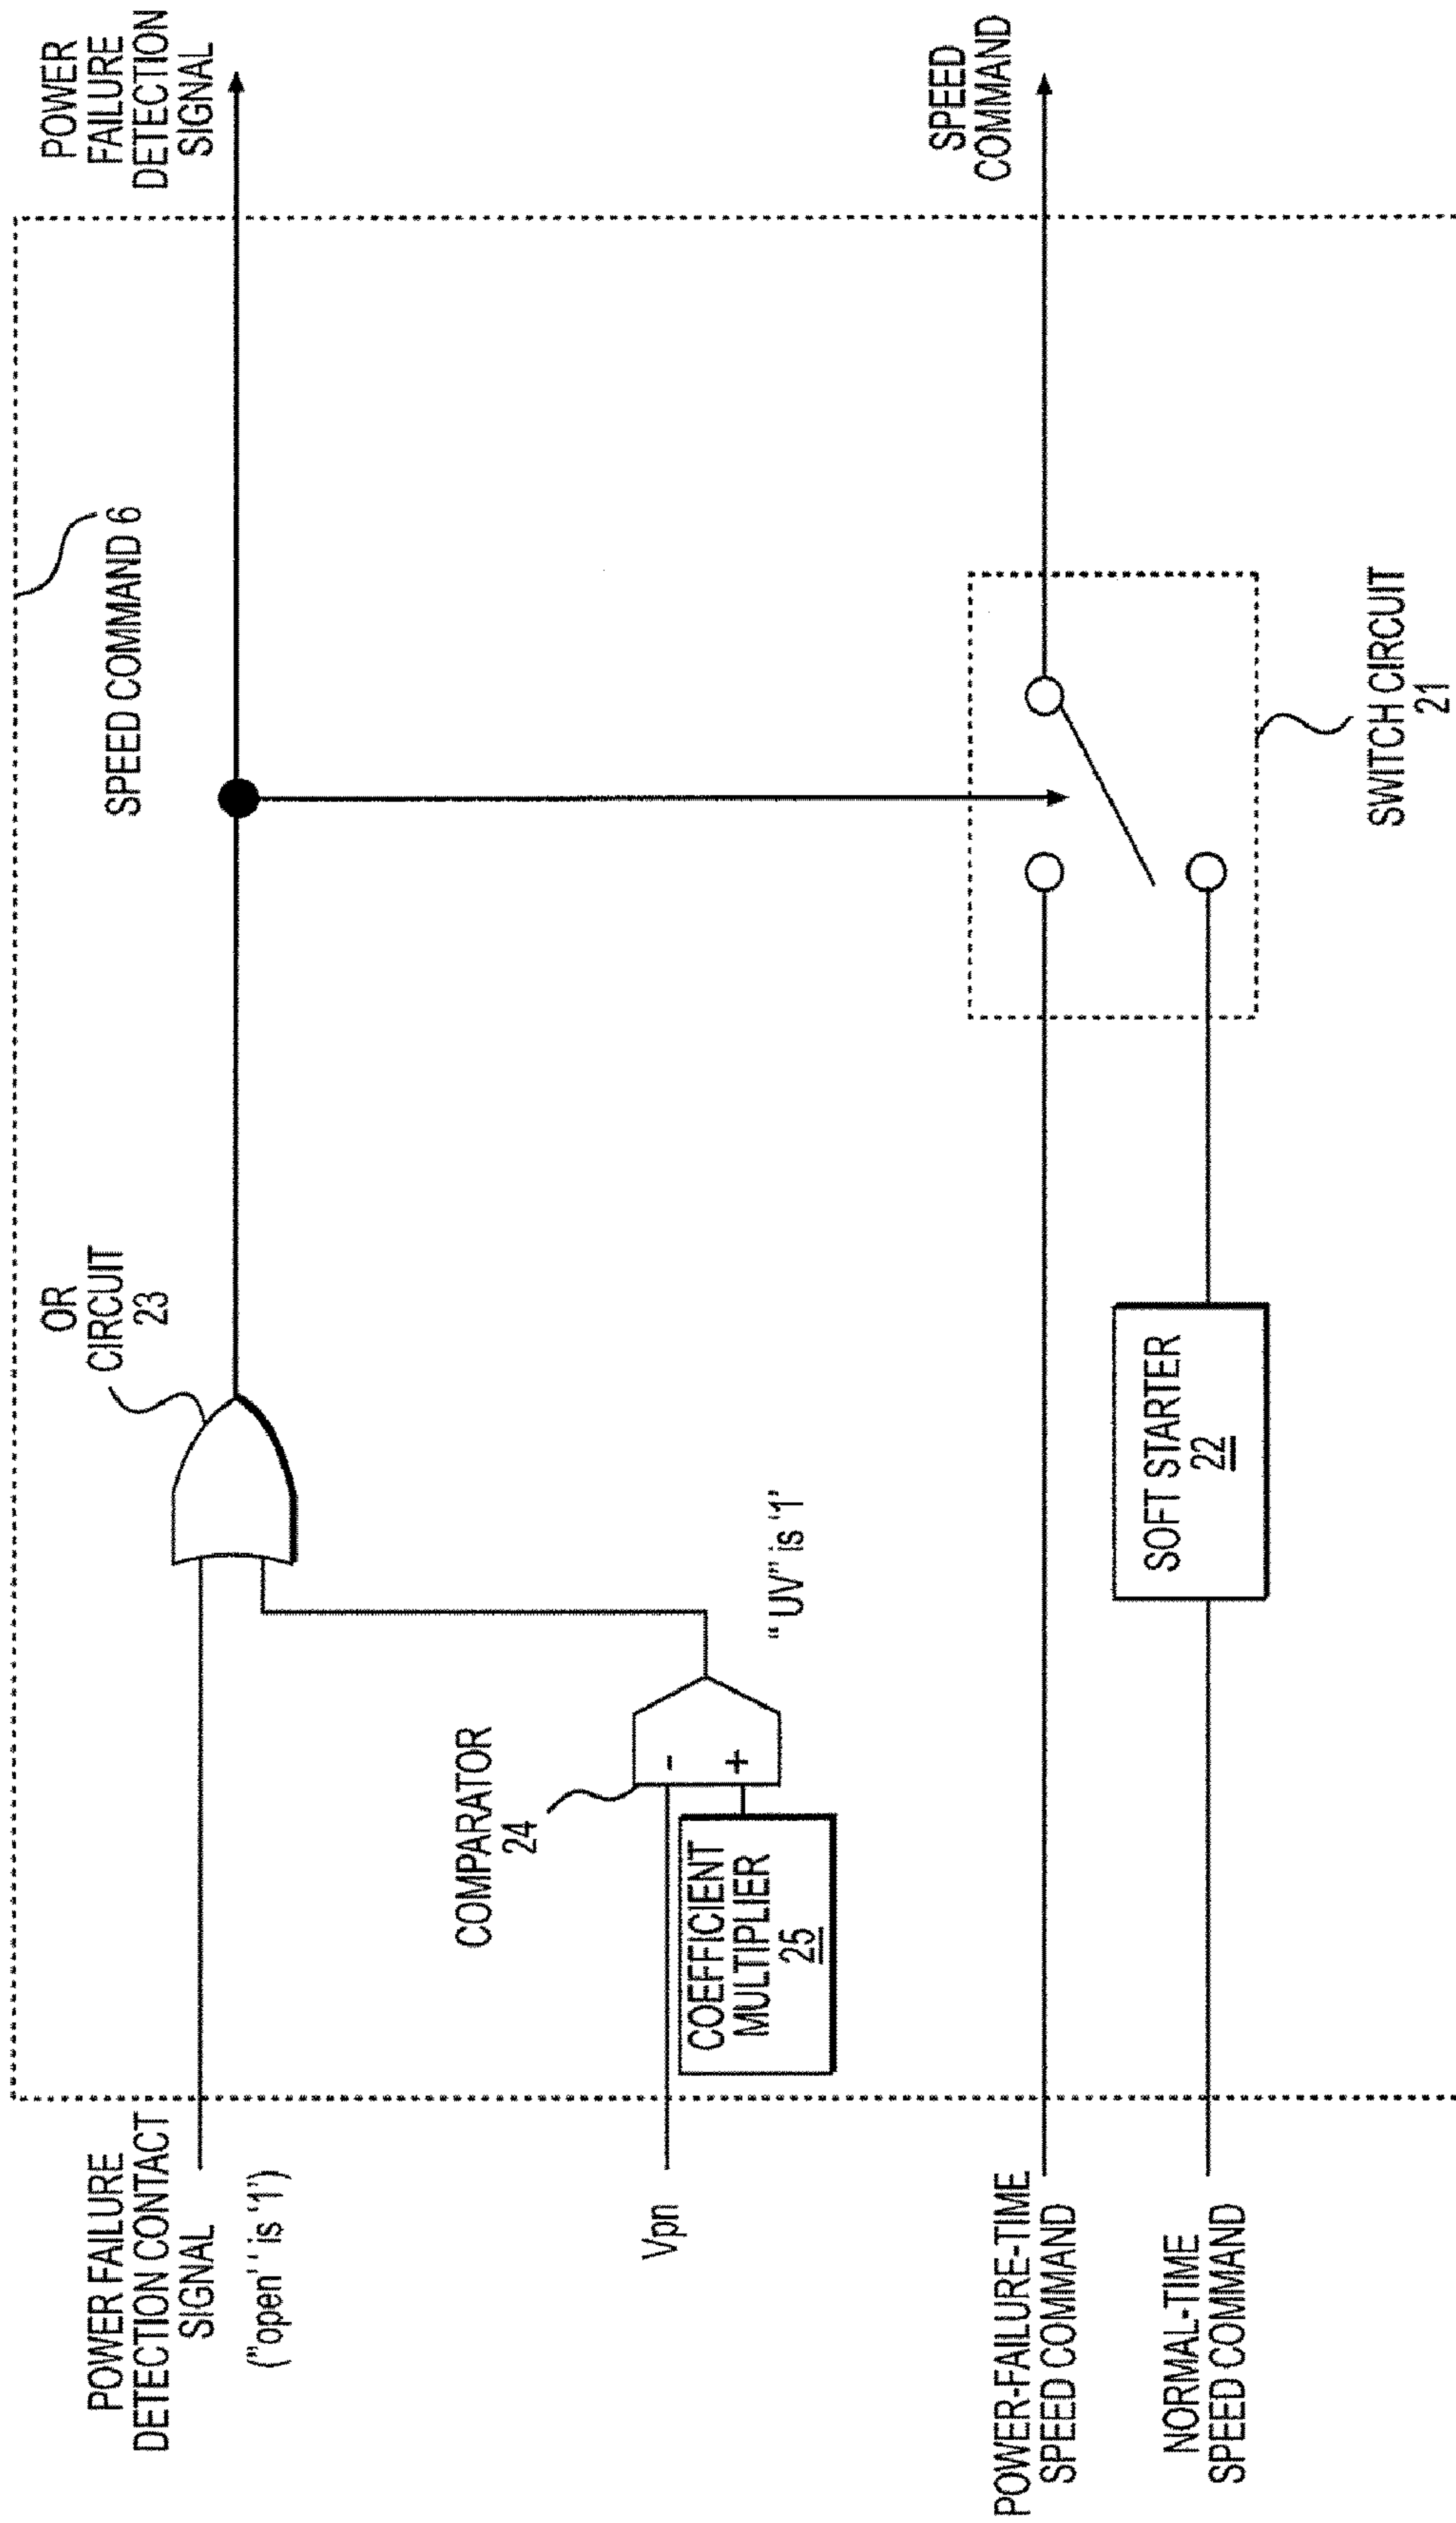 POWER FAILURE
DETECTION CONTACT
SIGNAL
("open' ' is '1')
Vpn
POWER-FAILURE-TIME
SPEED COMMAND
NORMAL-TIME
SPEED COMMAND
COMPARATOR
24
COEFFICIENT
MULTIPLIER
25
"UV" is '1'
OR
CIRCUIT
23
SOFT STARTER
22
SPEED COMMAND 6
SWITCH CIRCUIT
21
POWER
FAILURE
DETECTION
SIGNAL
SPEED
COMMAND
-
+